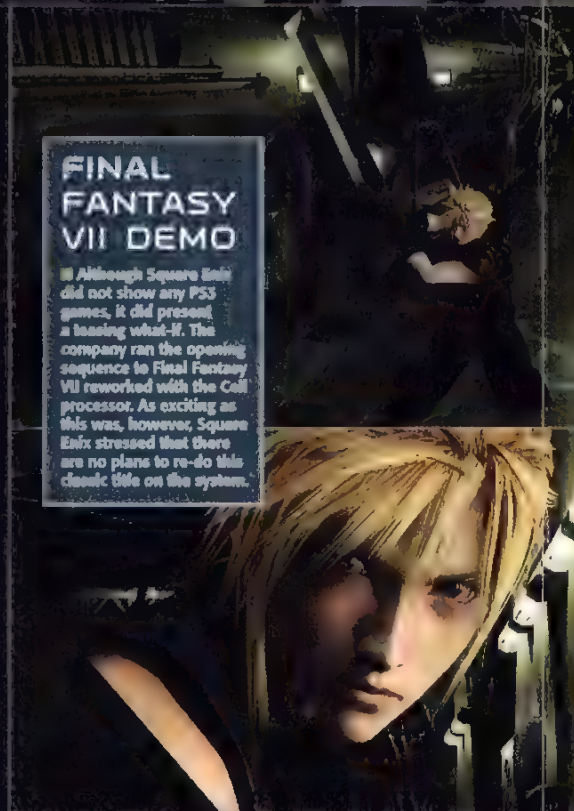 FINAL
FANTASY
VII DEMO
Although Square Enix
did not show any PS3
games, it did present
a teasing what-if. The
company ran the opening
sequence to Final Fantasy
VII reworked with the Cell
processor. As exciting as
this was, however, Square
Enix stressed that there
are no plans to re-do this
classic title on the system.